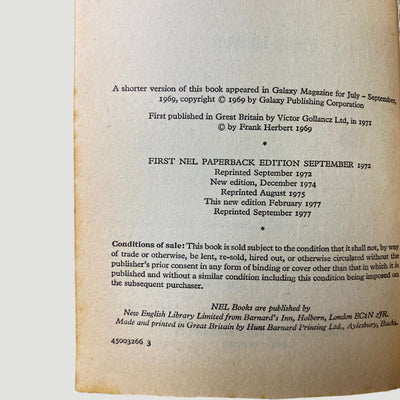 A shorter version of this book appeared in Galaxy Magazine for July – September,
1969, copyright © 1969 by Galaxy Publishing Corporation
First published in Great Britain by Victor Gollancz Ltd, in 1971
© by Frank Herbert 1969
*
FIRST NEL PAPERBACK EDITION SEPTEMBER 1972
Reprinted September 1972
New edition, December 1974
Reprinted August 1975
This new edition February 1977
Reprinted September 1977
*
Conditions of sale: This book is sold subject to the condition that it shall not, by way
of trade or otherwise, be lent, re-sold, hired out, or otherwise circulated without the
publisher's prior consent in any form of binding or cover other than that in which it is
published and without a similar condition including this condition being imposed on
the subsequent purchaser.
NEL Books are published by
New English Library Limited from Barnard's Inn, Holborn, London EC1N 2JR.
Made and printed in Great Britain by Hunt Barnard Printing Ltd., Aylesbury, Bucks.
45003266 3